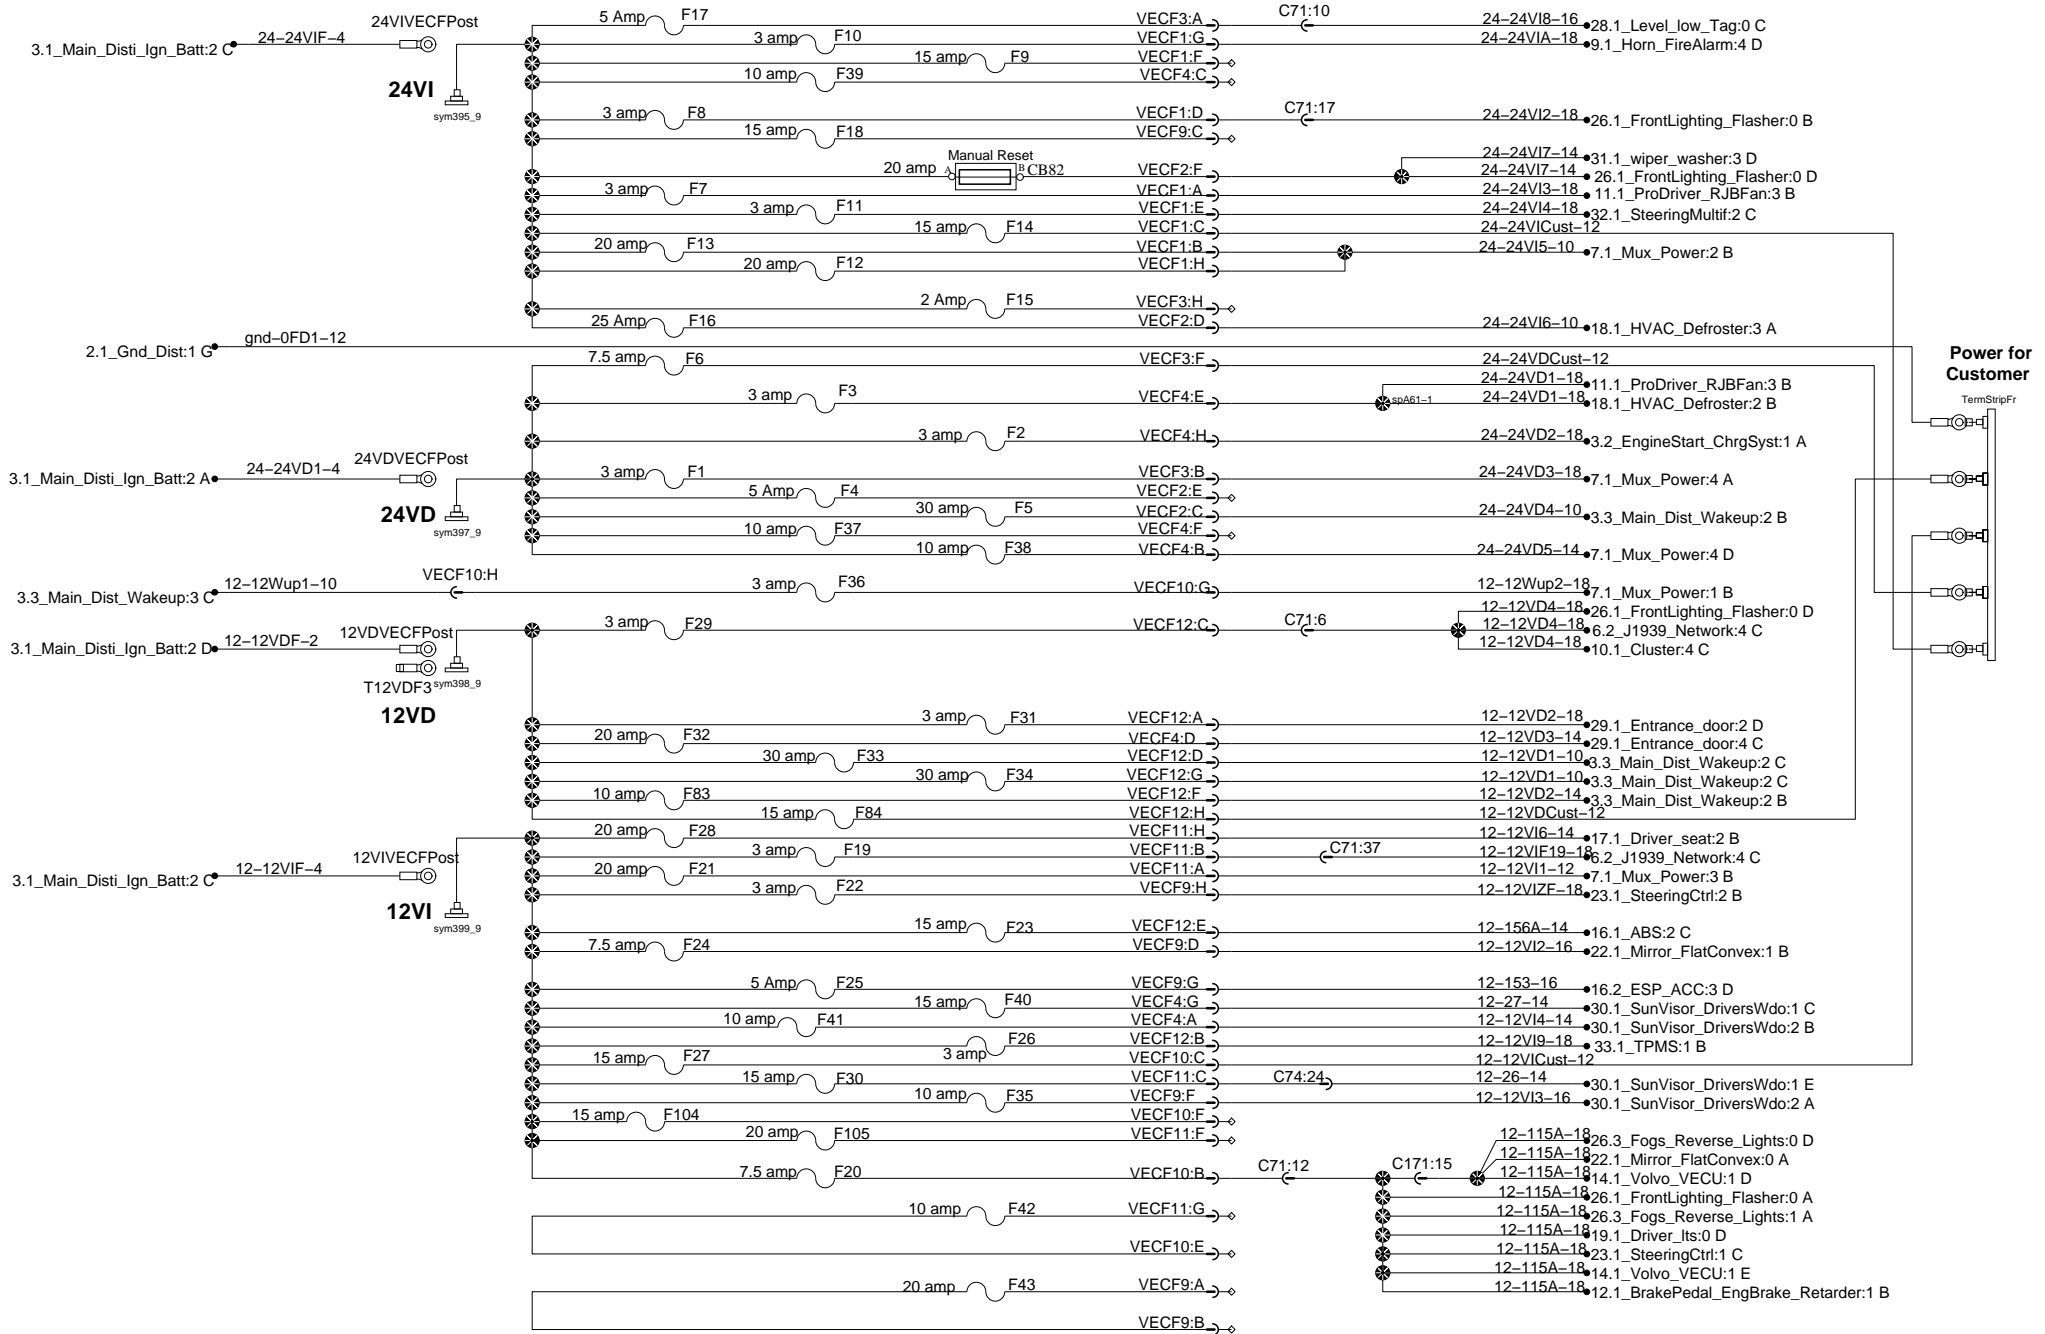 5 Amp F17 VECF3:A C71:10 24-24VI8-16 28.1_Level_low_Tag:0 C
24VIVECFPost
3.1_Main_Disti_Ign_Batt:2 C 24-24VIF-4
3 amp F10 VECF1:G 24-24VIA-18 9.1_Horn_FireAlarm:4 D
15 amp F9 VECF1:F
10 amp F39 VECF4:C
24VI
sym395_9
3 amp F8 VECF1:D C71:17 24-24VI2-18 26.1_FrontLighting_Flasher:0 B
15 amp F18 VECF9:C
Manual Reset
24-24VI7-14 31.1_wiper_washer:3 D
20 amp A B CB82 VECF2:F 24-24VI7-14 26.1_FrontLighting_Flasher:0 D
3 amp F7 VECF1:A 24-24VI3-18 11.1_ProDriver_RJBFan:3 B
3 amp F11 VECF1:E 24-24VI4-18 32.1_SteeringMultif:2 C
15 amp F14 VECF1:C 24-24VICust-12
20 amp F13 VECF1:B 24-24VI5-10 7.1_Mux_Power:2 B
20 amp F12 VECF1:H
2 Amp F15 VECF3:H
25 Amp F16 VECF2:D 24-24VI6-10 18.1_HVAC_Defroster:3 A
2.1_Gnd_Dist:1 G gnd-0FD1-12
7.5 amp F6 VECF3:F 24-24VDCust-12
Power for
Customer
TermStripFr
24-24VD1-18 11.1_ProDriver_RJBFan:3 B
3 amp F3 VECF4:E spA61-1 24-24VD1-18 18.1_HVAC_Defroster:2 B
3 amp F2 VECF4:H 24-24VD2-18 3.2_EngineStart_ChrgSyst:1 A
24VDVECFPost
3.1_Main_Disti_Ign_Batt:2 A 24-24VD1-4
3 amp F1 VECF3:B 24-24VD3-18 7.1_Mux_Power:4 A
5 Amp F4 VECF2:E
24VD
sym397_9
30 amp F5 VECF2:C 24-24VD4-10 3.3_Main_Dist_Wakeup:2 B
10 amp F37 VECF4:F
10 amp F38 VECF4:B 24-24VD5-14 7.1_Mux_Power:4 D
3.3_Main_Dist_Wakeup:3 C 12-12Wup1-10 VECF10:H 3 amp F36 VECF10:G 12-12Wup2-18 7.1_Mux_Power:1 B
12-12VD4-18 26.1_FrontLighting_Flasher:0 D
3 amp F29 VECF12:C C71:6 12-12VD4-18 6.2_J1939_Network:4 C
12VDVECFPost
3.1_Main_Disti_Ign_Batt:2 D 12-12VDF-2
12-12VD4-18 10.1_Cluster:4 C
T12VDF3 sym398_9
12VD
3 amp F31 VECF12:A 12-12VD2-18 29.1_Entrance_door:2 D
20 amp F32 VECF4:D 12-12VD3-14 29.1_Entrance_door:4 C
30 amp F33 VECF12:D 12-12VD1-10 3.3_Main_Dist_Wakeup:2 C
30 amp F34 VECF12:G 12-12VD1-10 3.3_Main_Dist_Wakeup:2 C
10 amp F83 VECF12:F 12-12VD2-14 3.3_Main_Dist_Wakeup:2 B
15 amp F84 VECF12:H 12-12VDCust-12
20 amp F28 VECF11:H 12-12VI6-14 17.1_Driver_seat:2 B
3 amp F19 VECF11:B C71:37 12-12VIF19-18 6.2_J1939_Network:4 C
12VIVECFPost
3.1_Main_Disti_Ign_Batt:2 C 12-12VIF-4
20 amp F21 VECF11:A 12-12VI1-12 7.1_Mux_Power:3 B
3 amp F22 VECF9:H 12-12VIZF-18 23.1_SteeringCtrl:2 B
12VI
sym399_9
15 amp F23 VECF12:E 12-156A-14 16.1_ABS:2 C
7.5 amp F24 VECF9:D 12-12VI2-16 22.1_Mirror_FlatConvex:1 B
5 Amp F25 VECF9:G 12-153-16 16.2_ESP_ACC:3 D
15 amp F40 VECF4:G 12-27-14 30.1_SunVisor_DriversWdo:1 C
10 amp F41 VECF4:A 12-12VI4-14 30.1_SunVisor_DriversWdo:2 B
3 amp F26 VECF12:B 12-12VI9-18 33.1_TPMS:1 B
15 amp F27 VECF10:C 12-12VICust-12
15 amp F30 VECF11:C C74:24 12-26-14 30.1_SunVisor_DriversWdo:1 E
10 amp F35 VECF9:F 12-12VI3-16 30.1_SunVisor_DriversWdo:2 A
15 amp F104 VECF10:F
20 amp F105 VECF11:F
12-115A-18 26.3_Fogs_Reverse_Lights:0 D
12-115A-18 22.1_Mirror_FlatConvex:0 A
7.5 amp F20 VECF10:B C71:12 C171:15 12-115A-18 14.1_Volvo_VECU:1 D
12-115A-18 26.1_FrontLighting_Flasher:0 A
10 amp F42 VECF11:G 12-115A-18 26.3_Fogs_Reverse_Lights:1 A
12-115A-18 19.1_Driver_lts:0 D
VECF10:E 12-115A-18 23.1_SteeringCtrl:1 C
12-115A-18 14.1_Volvo_VECU:1 E
20 amp F43 VECF9:A 12-115A-18 12.1_BrakePedal_EngBrake_Retarder:1 B
VECF9:B